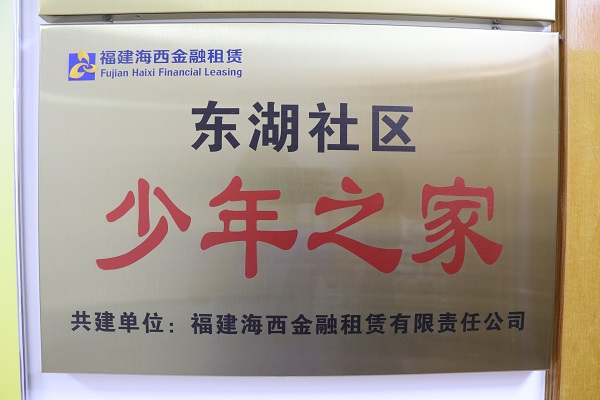 福建海西金融租赁
Fujian Haixi Financial Leasing
东湖社区
少年之家
共建单位：福建海西金融租赁有限责任公司